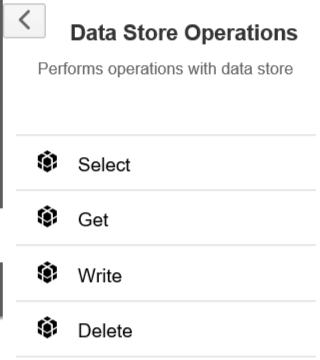 Data Store Operations
Performs operations with data store
Select
Get
Write
Delete